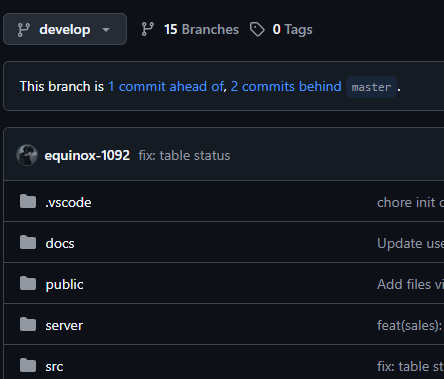 develop 15 Branches 0 Tags
This branch is 1 commit ahead of, 2 commits behind master.
equinox-1092 fix: table status
.vscode chore init
docs Update use
public Add files vi
server feat(sales):
src fix: table st